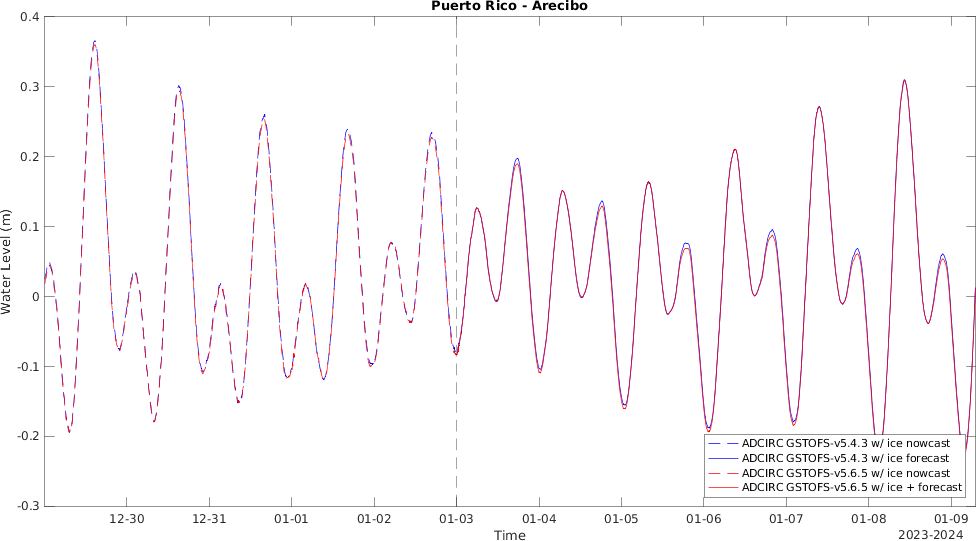 Puerto Rico - Arecibo
0.4
0.3
0.2
0.1
0
-0.1
-0.2
-0.3
Water Level (m)
ADCIRC GSTOFS-v5.4.3 w/ ice nowcast
ADCIRC GSTOFS-v5.4.3 w/ ice forecast
ADCIRC GSTOFS-v5.6.5 w/ ice nowcast
ADCIRC GSTOFS-v5.6.5 w/ ice + forecast
12-30 12-31 01-01 01-02 01-03 01-04 01-05 01-06 01-07 01-08 01-09
Time
2023-2024